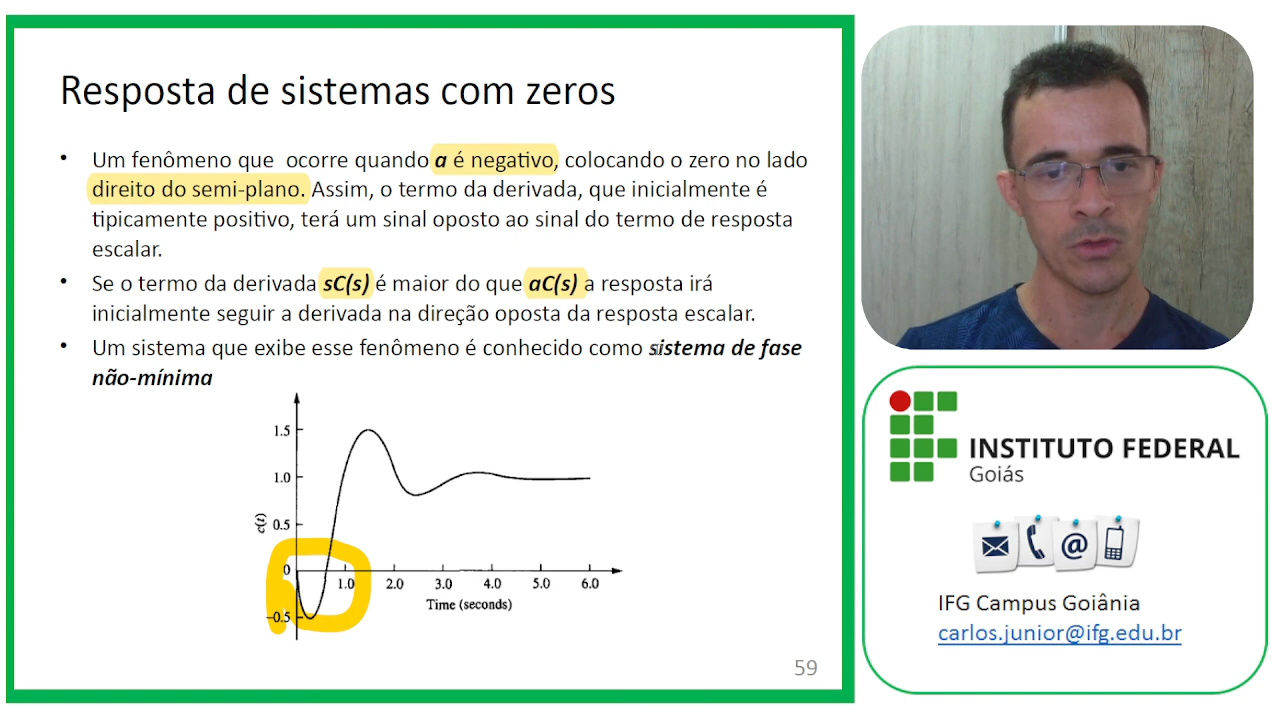 Resposta de sistemas com zeros
• Um fenômeno que ocorre quando a é negativo, colocando o zero no lado
direito do semi-plano. Assim, o termo da derivada, que inicialmente é
tipicamente positivo, terá um sinal oposto ao sinal do termo de resposta
escalar.
• Se o termo da derivada sC(s) é maior do que aC(s) a resposta irá
inicialmente seguir a derivada na direção oposta da resposta escalar.
• Um sistema que exibe esse fenômeno é conhecido como sistema de fase
não-mínima
1.5
1.0
c(t)
0.5
0
-0.5
1.0 2.0 3.0 4.0 5.0 6.0
Time (seconds)
59
INSTITUTO FEDERAL
Goiás
@
IFG Campus Goiânia
carlos.junior@ifg.edu.br